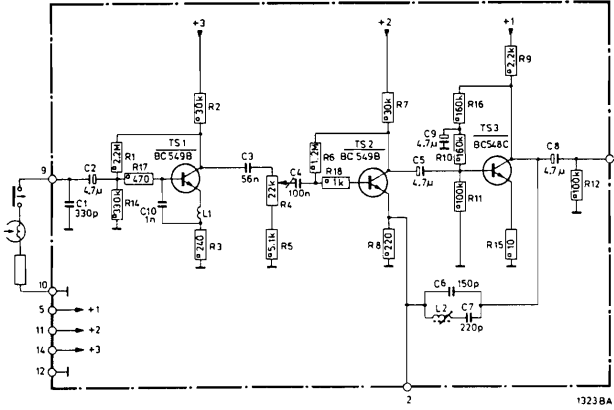 +3
+2
+1
R9
2,2k
R2
30k
R7
30k
R16
160k
R1
2,2M
R17
470
TS1
BC549B
R6
1,2M
R18
1k
TS2
BC549B
C9
4,7µ
R10
160k
TS3
BC548C
9
C2
4,7µ
C3
56n
C4
100n
C5
4,7µ
C8
4,7µ
C1
330p
R14
330k
C10
1n
L1
22k
R4
R11
100k
R12
100k
R3
240
R5
5,1k
R8
220
R15
10
C6
150p
L2
C7
220p
10
5
+1
11
+2
14
+3
12
2
1323BA